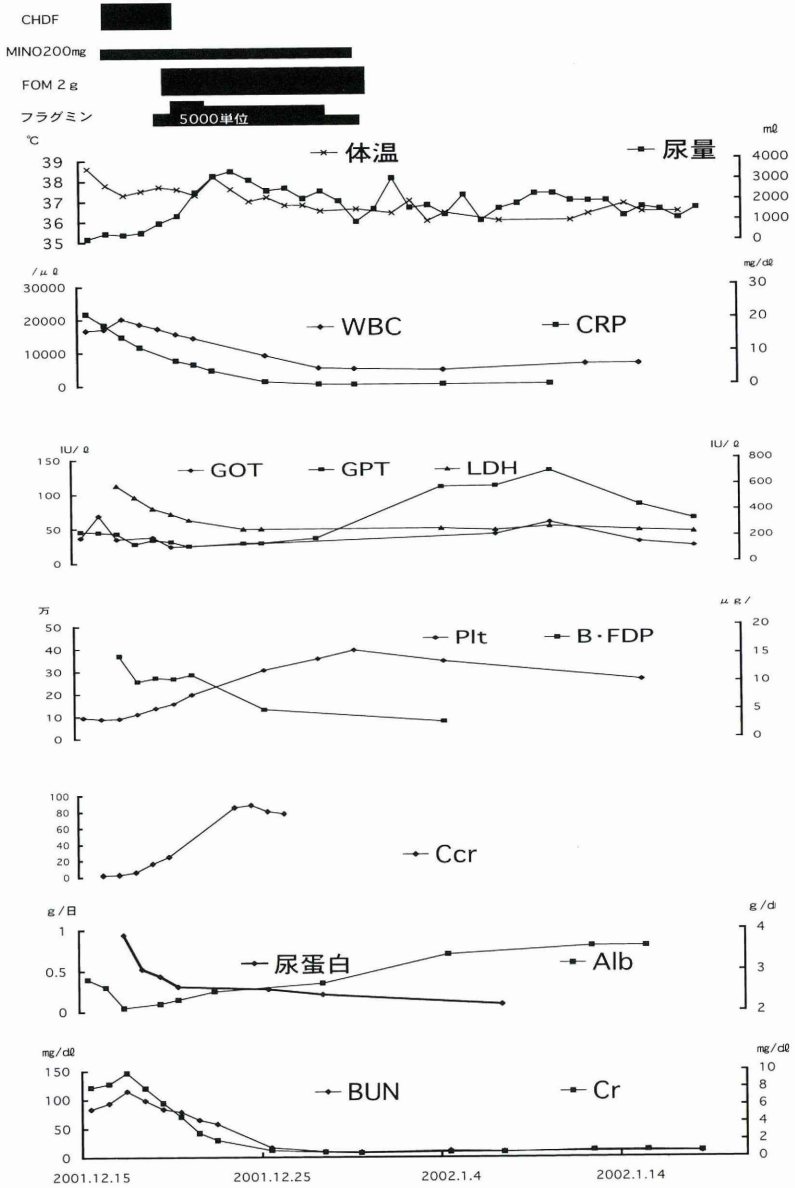 CHDF
MINO200mg
FOM 2 g
フラグミン 5000単位
℃ 体温 尿量 mℓ
39 4000
38 3000
37 2000
36 1000
35 0
/μℓ mg/dℓ
30000 30
20000 WBC CRP 20
10000 10
0 0
IU/ℓ GOT GPT LDH IU/ℓ
150 800
100 600
50 400
0 200
0
万 μg/
50 Plt B・FDP 20
40 15
30 10
20 5
10 0
0
100
80
60
40 Ccr
20
0
g/日 g/d
1 4
0.5 尿蛋白 Alb 3
0 2
mg/dℓ mg/dℓ
150 BUN Cr 10
100 8
50 6
0 4
2
0
2001.12.15 2001.12.25 2002.1.4 2002.1.14